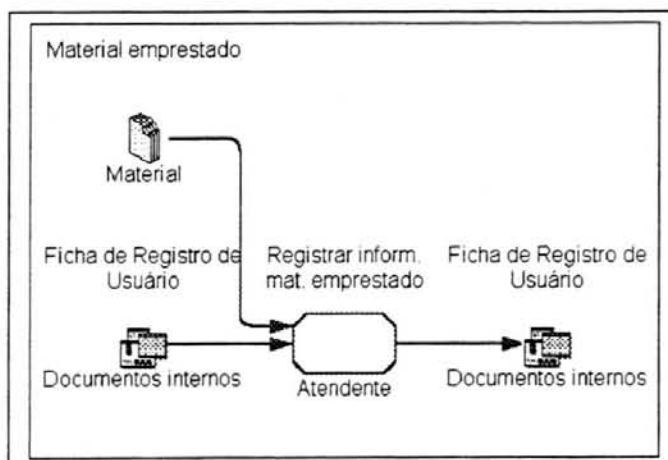 Material emprestado
Material
Ficha de Registro de
Usuário
Registrar inform.
mat. emprestado
Ficha de Registro de
Usuário
Documentos internos
Atendente
Documentos internos